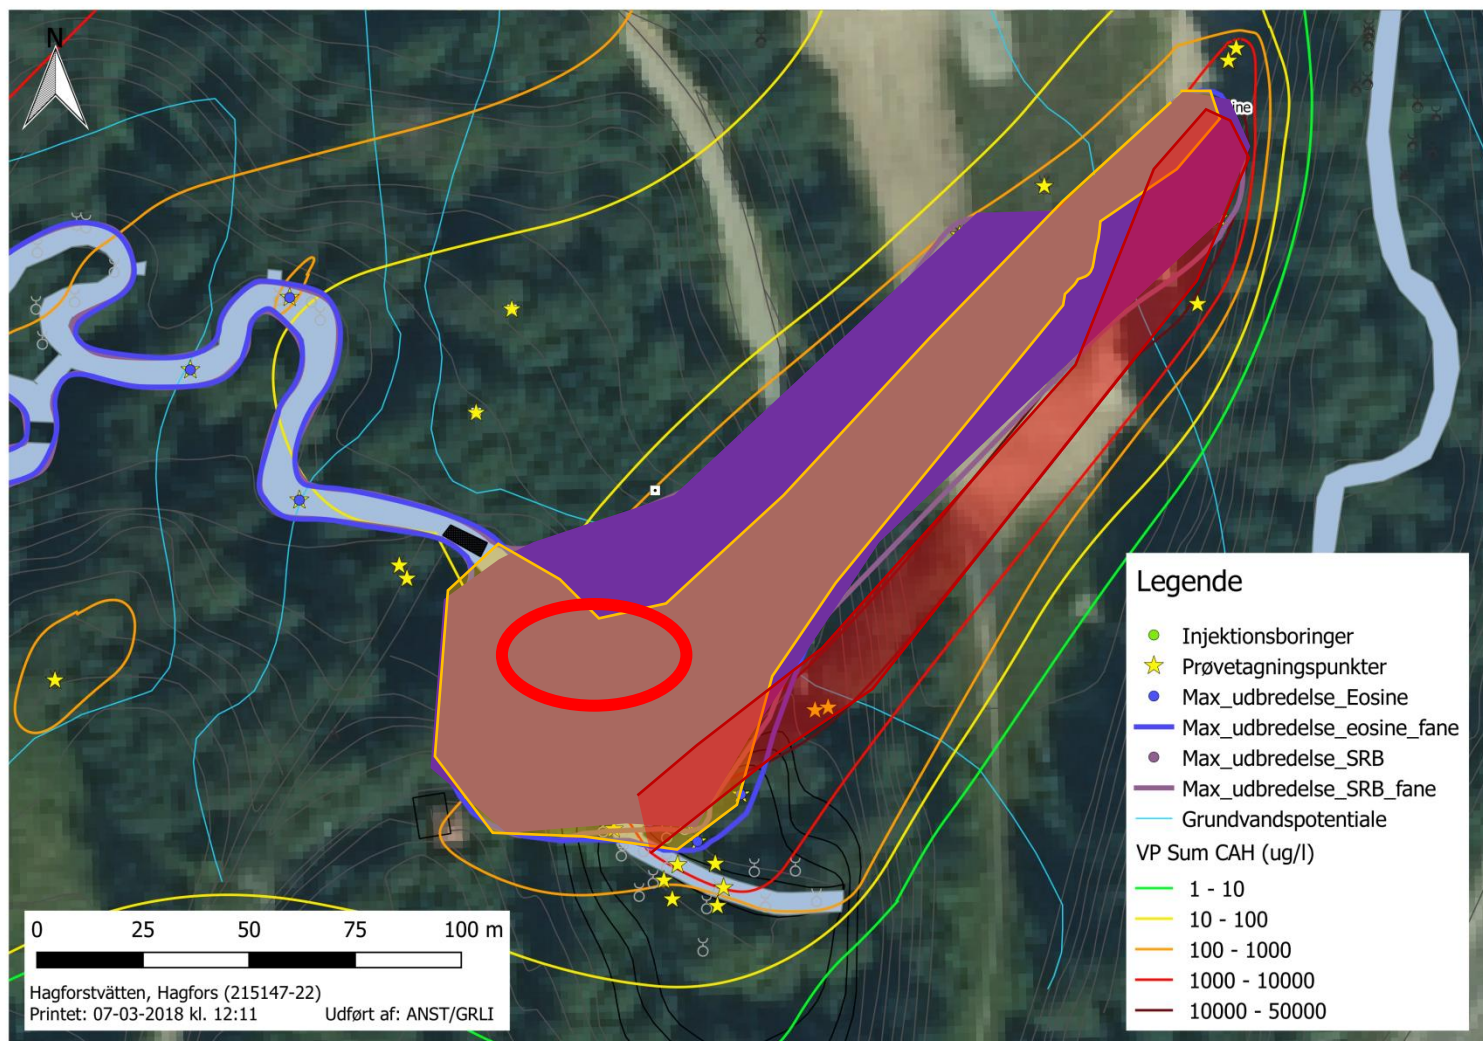 N
ine
Legende
Injektionsboringer
Prøvetagningspunkter
Max_udbredelse_Eosine
Max_udbredelse_eosine_fane
Max_udbredelse_SRB
Max_udbredelse_SRB_fane
Grundvandspotentiale
VP Sum CAH (ug/l)
1 - 10
10 - 100
100 - 1000
1000 - 10000
10000 - 50000
0 25 50 75 100 m
Hagforstvätten, Hagfors (215147-22)
Printet: 07-03-2018 kl. 12:11 Udført af: ANST/GRLI